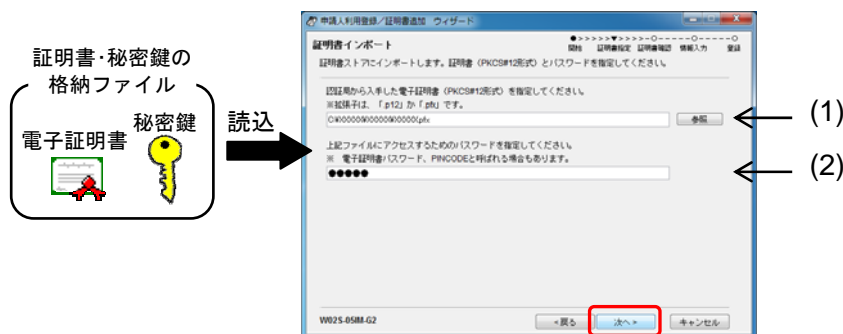 証明書・秘密鍵の
格納ファイル
電子証明書
秘密鍵
読込
申請人利用登録／証明書追加 ウィザード
証明書インポート
●>>>>>▼>>>>-○-----○-----○
開始 証明書指定 証明書確認 情報入力 登録
証明書ストアにインポートします。証明書（PKCS#12形式）とパスワードを指定してください。
認証局から入手した電子証明書（PKCS#12形式）を指定してください。
※拡張子は、「.p12」か「.pfx」です。
参照
(1)
上記ファイルにアクセスするためのパスワードを指定してください。
※ 電子証明書パスワード、PINCODEと呼ばれる場合もあります。
●●●●●
(2)
W02S-05IM-G2
<戻る
次へ>
キャンセル